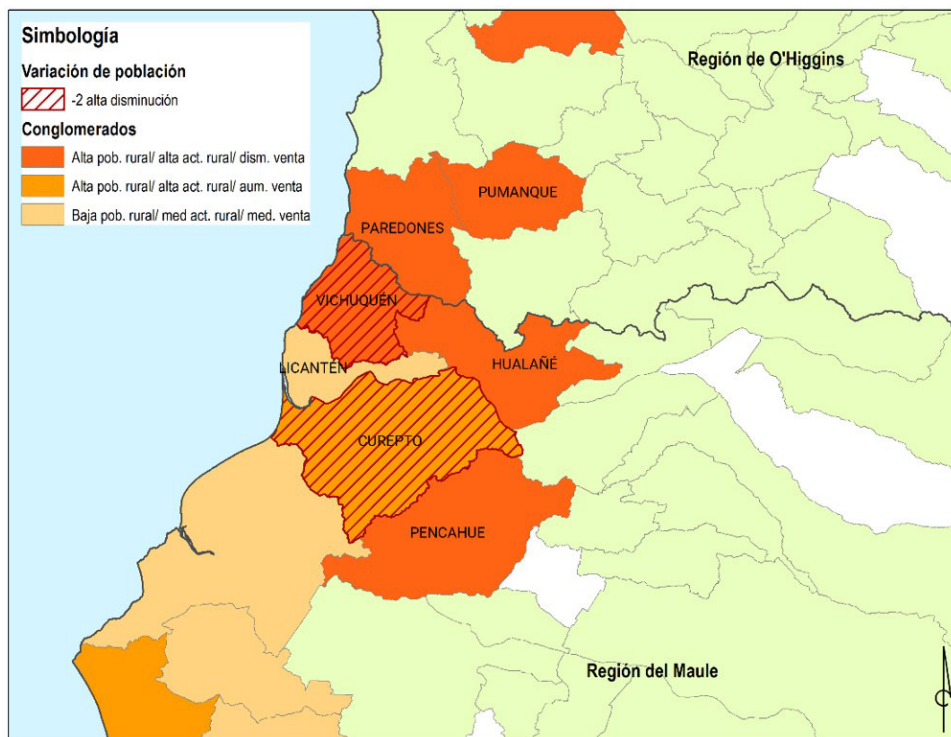 Simbología
Variación de población
-2 alta disminución
Conglomerados
Alta pob. rural/ alta act. rural/ dism. venta
Alta pob. rural/ alta act. rural/ aum. venta
Baja pob. rural/ med act. rural/ med. venta
Región de O'Higgins
PUMANQUE
PAREDONES
VICHUQUÉN
HUALAÑÉ
LICANTÉN
CUREPTO
PENCAHUE
Región del Maule